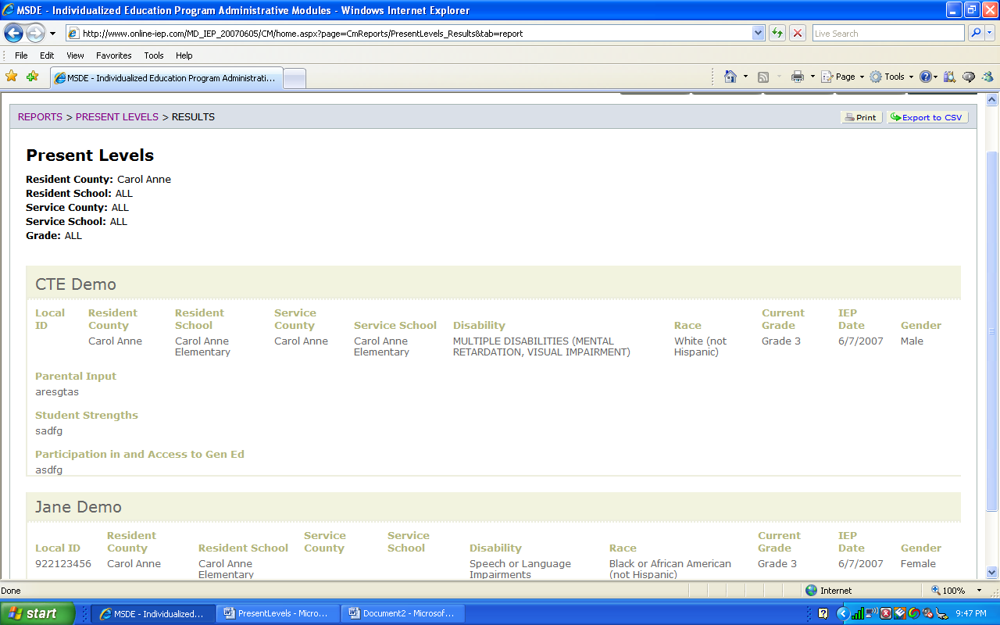 MSDE - Individualized Education Program Administrative Modules - Windows Internet Explorer
http://www.online-iep.com/MD_IEP_20070605/CM/home.aspx?page=CmReports/PresentLevels_Results&tab=report
Live Search
File Edit View Favorites Tools Help
MSDE - Individualized Education Program Administrati...
Page Tools
REPORTS > PRESENT LEVELS > RESULTS
Print Export to CSV
Present Levels
Resident County: Carol Anne
Resident School: ALL
Service County: ALL
Service School: ALL
Grade: ALL
CTE Demo
Local Resident Resident Service Current IEP
ID County School County Service School Disability Race Grade Date Gender
Carol Anne Carol Anne Carol Anne Carol Anne MULTIPLE DISABILITIES (MENTAL White (not Grade 3 6/7/2007 Male
Elementary Elementary RETARDATION, VISUAL IMPAIRMENT) Hispanic)
Parental Input
aresgtas
Student Strengths
sadfg
Participation in and Access to Gen Ed
asdfg
Jane Demo
Resident Service Service Current IEP
Local ID County Resident School County School Disability Race Grade Date Gender
922123456 Carol Anne Carol Anne Speech or Language Black or African American Grade 3 6/7/2007 Female
Elementary Impairments (not Hispanic)
Done Internet 100%
start MSDE - Individualized... PresentLevels - Micro... Document2 - Microsof... 9:47 PM